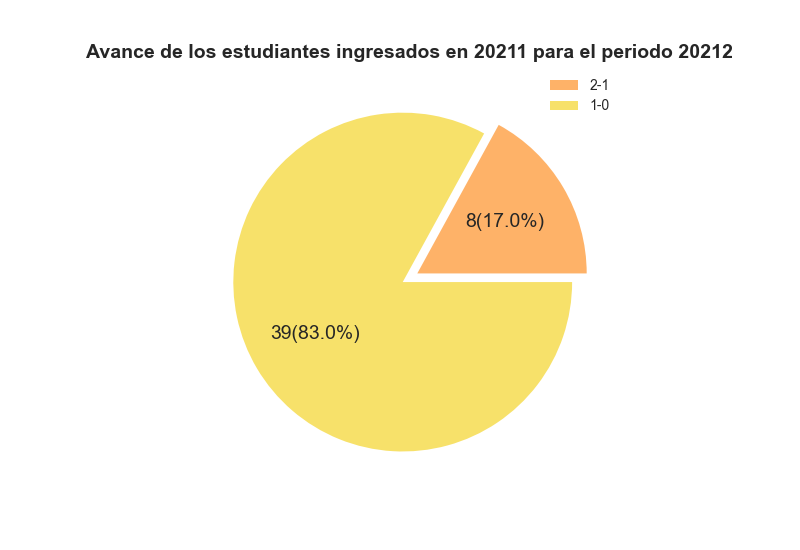 Avance de los estudiantes ingresados en 20211 para el periodo 20212
2-1
1-0
8(17.0%)
39(83.0%)